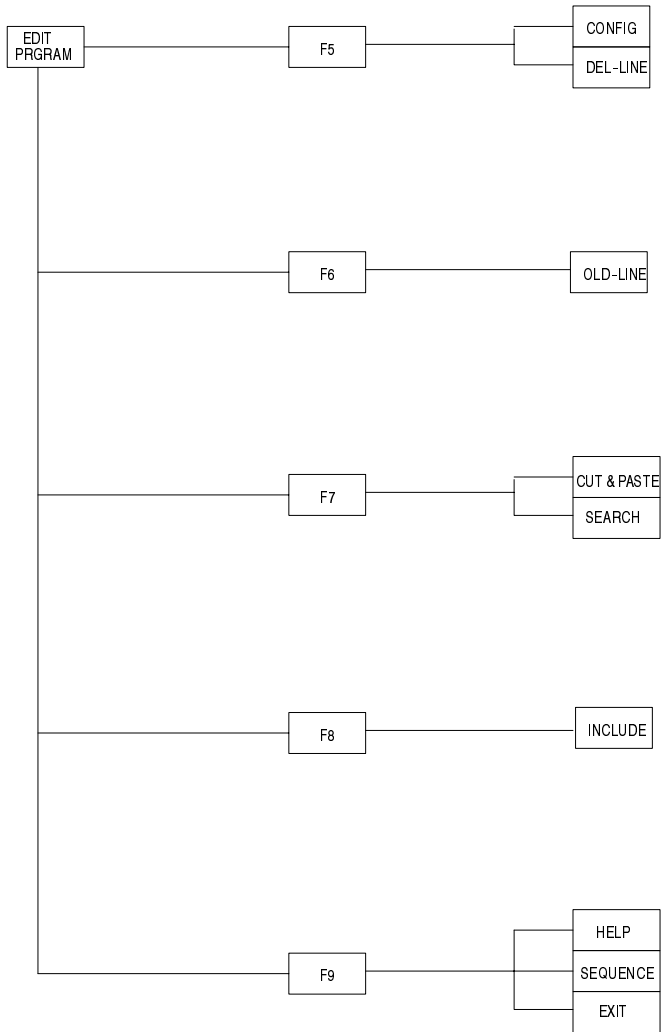 EDIT
PRGRAM
F5
CONFIG
DEL-LINE
F6
OLD-LINE
F7
CUT & PASTE
SEARCH
F8
INCLUDE
F9
HELP
SEQUENCE
EXIT